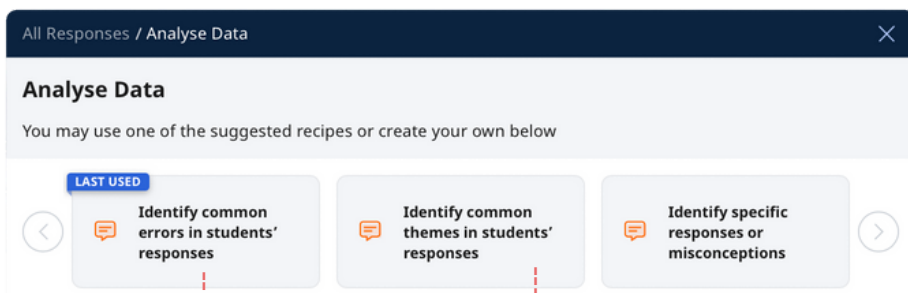 All Responses / Analyse Data
Analyse Data
You may use one of the suggested recipes or create your own below
LAST USED
Identify common
errors in students’
responses
Identify common
themes in students’
responses
Identify specific
responses or
misconceptions